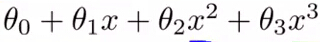 θ₀ + θ₁x + θ₂x² + θ₃x³